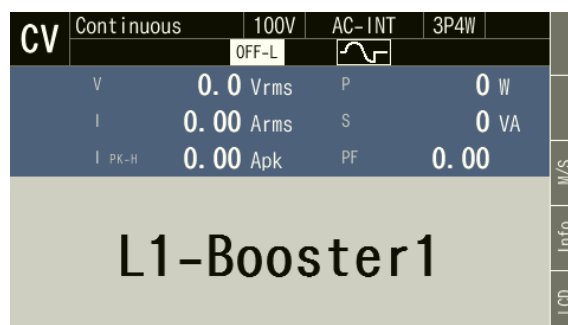 CV Continuous 100V AC-INT 3P4W
OFF-L
V 0.0 Vrms P 0 W
I 0.00 Arms S 0 VA
I PK-H 0.00 Apk PF 0.00
M/S
L1-Booster1
Info
LCD